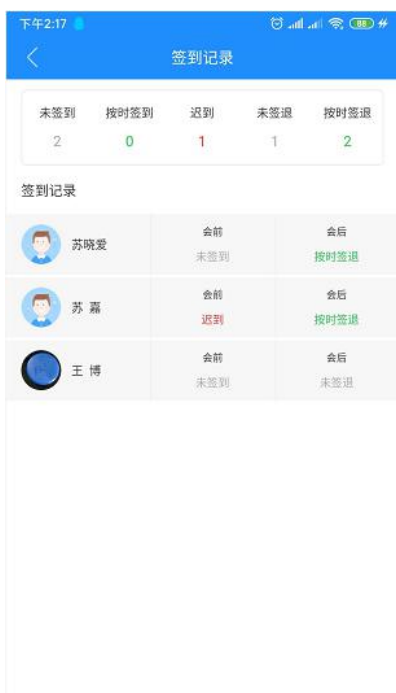 下午2:17 88
签到记录
未签到 按时签到 迟到 未签退 按时签退
2 0 1 1 2
签到记录
苏晓爱 会前 未签到 会后 按时签退
苏 嘉 会前 迟到 会后 按时签退
王 博 会前 未签到 会后 未签退